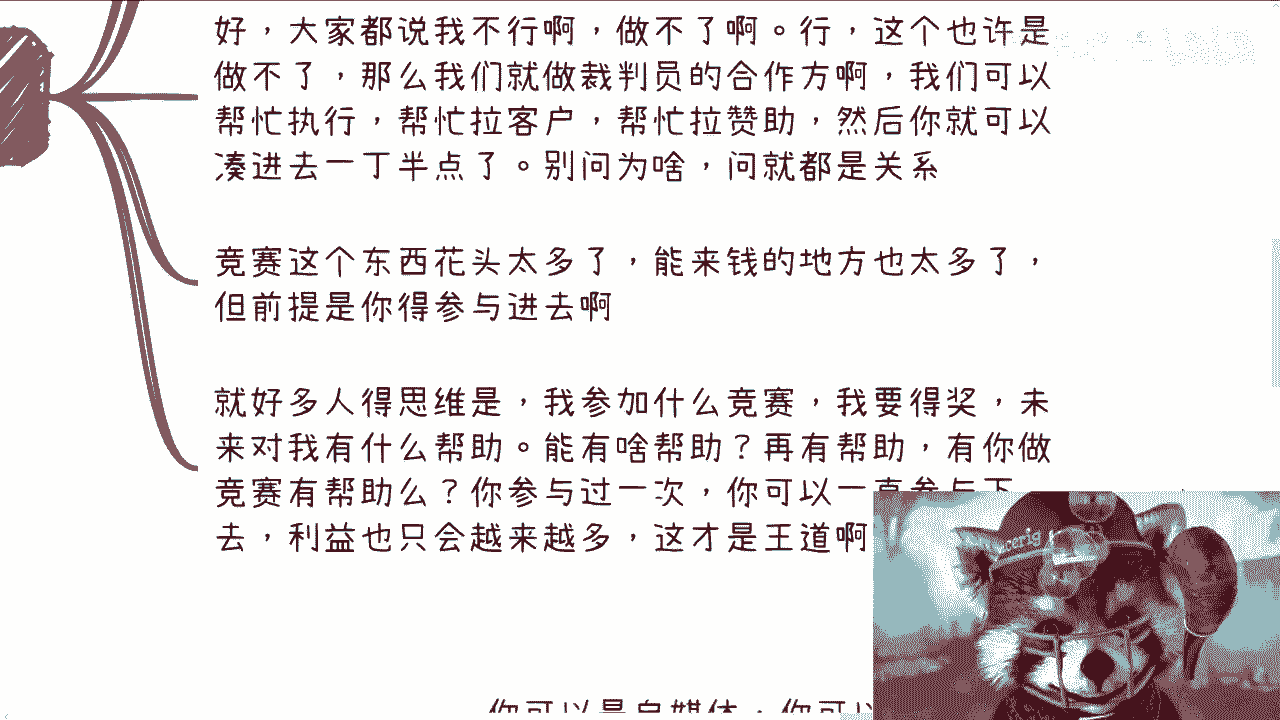 好，大家都说我不行啊，做不了啊。行，这个也许是
做不了，那么我们就做裁判员的合作方啊，我们可以
帮忙执行，帮忙拉客户，帮忙拉赞助，然后你就可以
凑进去一丁半点了。别问为啥，问就都是关系
竞赛这个东西花头太多了，能来钱的地方也太多了，
但前提是你得参与进去啊
就好多人得思维是，我参加什么竞赛，我要得奖，未
来对我有什么帮助。能有啥帮助？再有帮助，有你做
竞赛有帮助么？你参与过一次，你可以一直参与下
去，利益也只会越来越多，这才是王道啊
你可以是自媒体，你可以